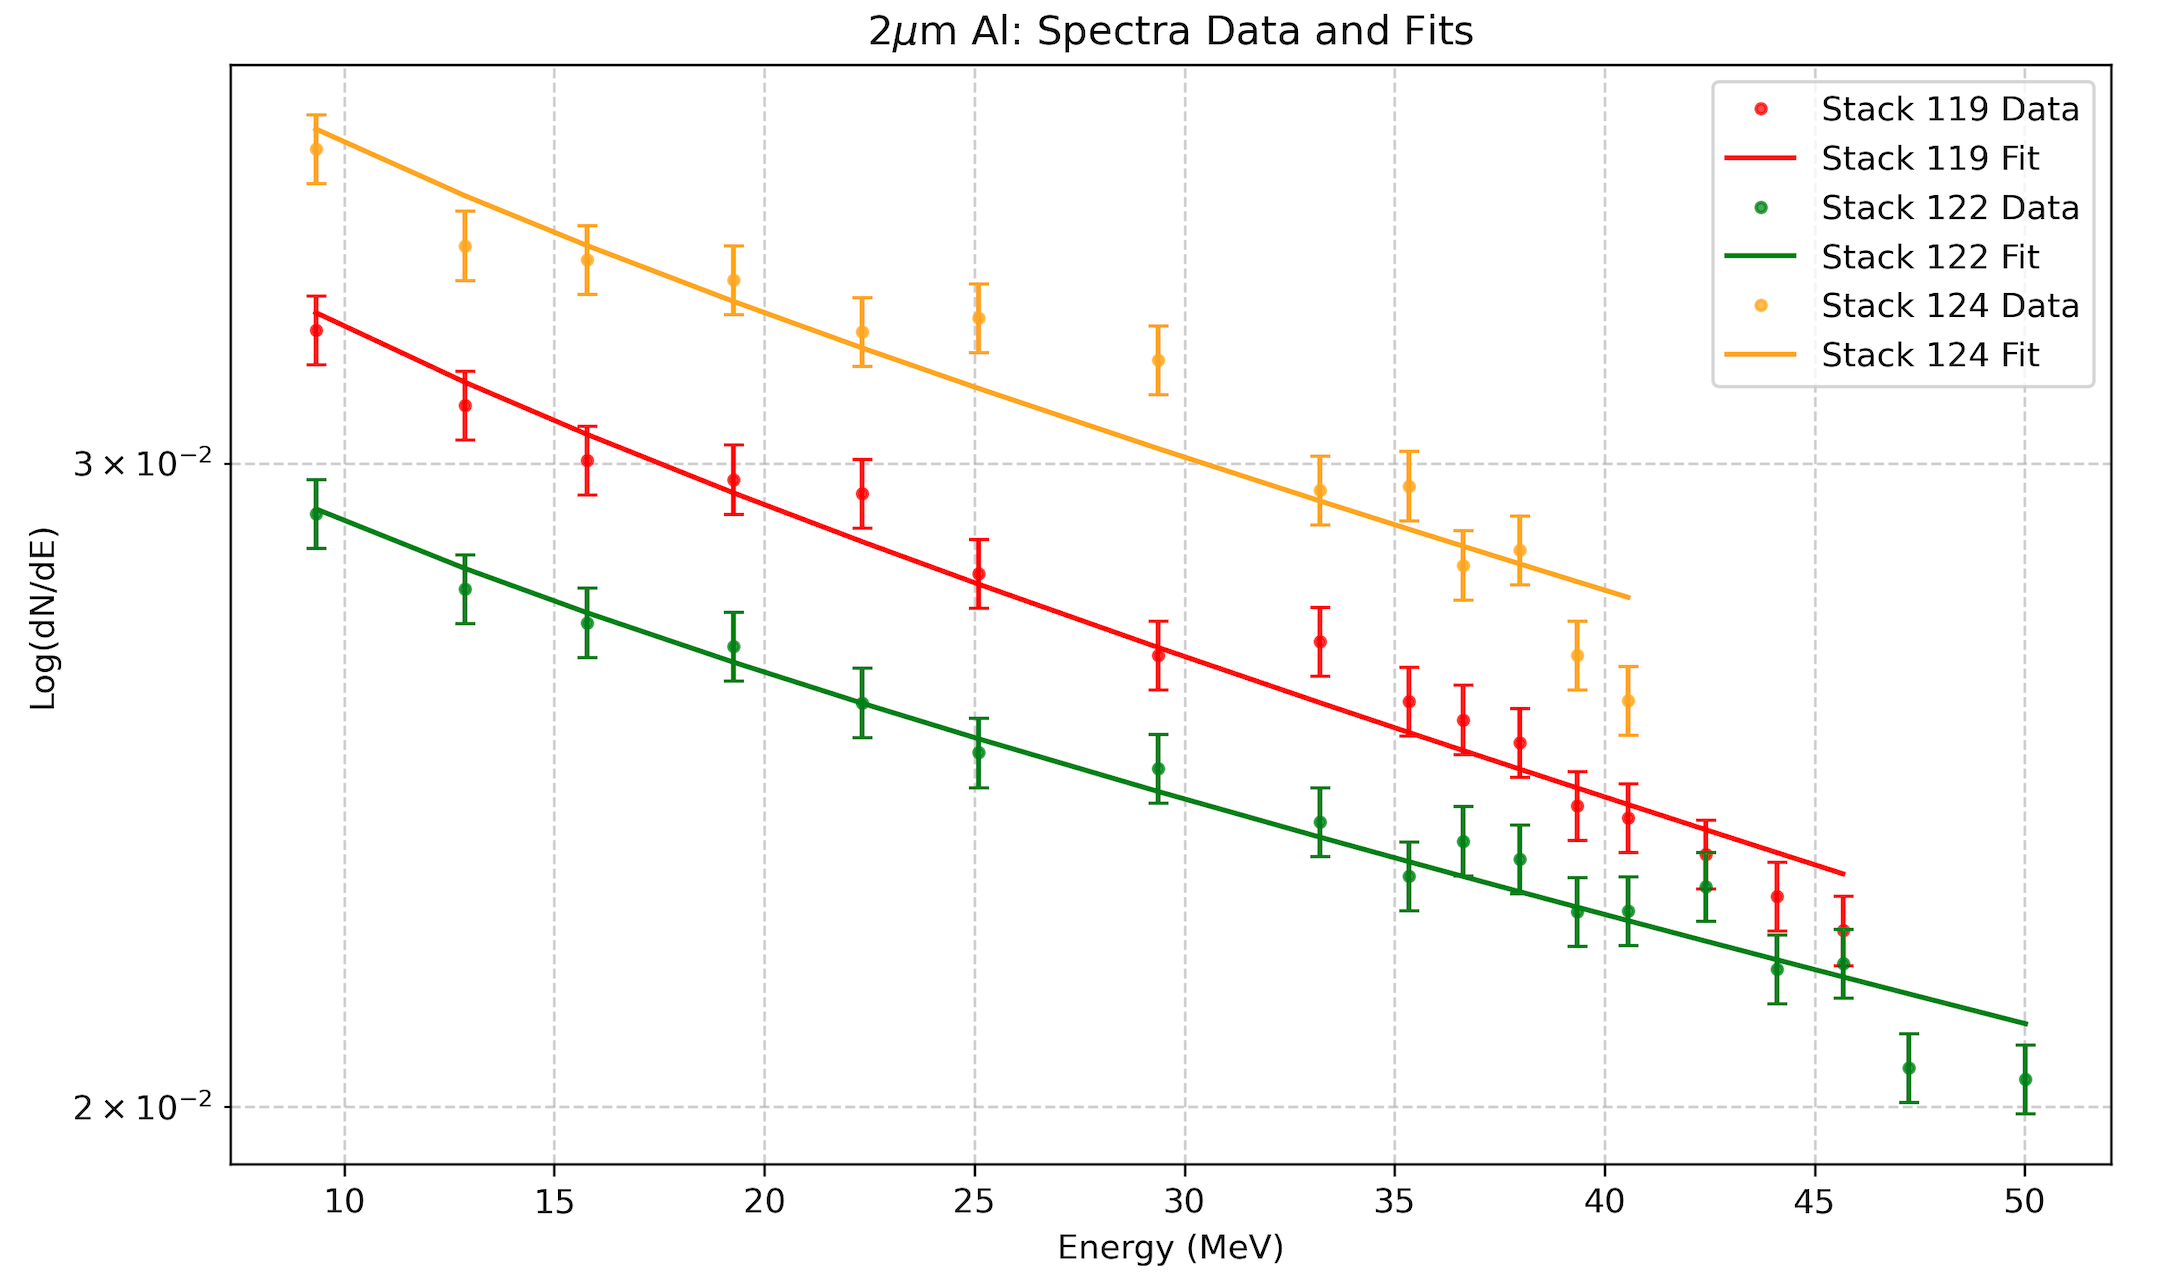 2μm Al: Spectra Data and Fits
Stack 119 Data
Stack 119 Fit
Stack 122 Data
Stack 122 Fit
Stack 124 Data
Stack 124 Fit
Log(dN/dE)
3 × 10⁻²
2 × 10⁻²
10 15 20 25 30 35 40 45 50
Energy (MeV)